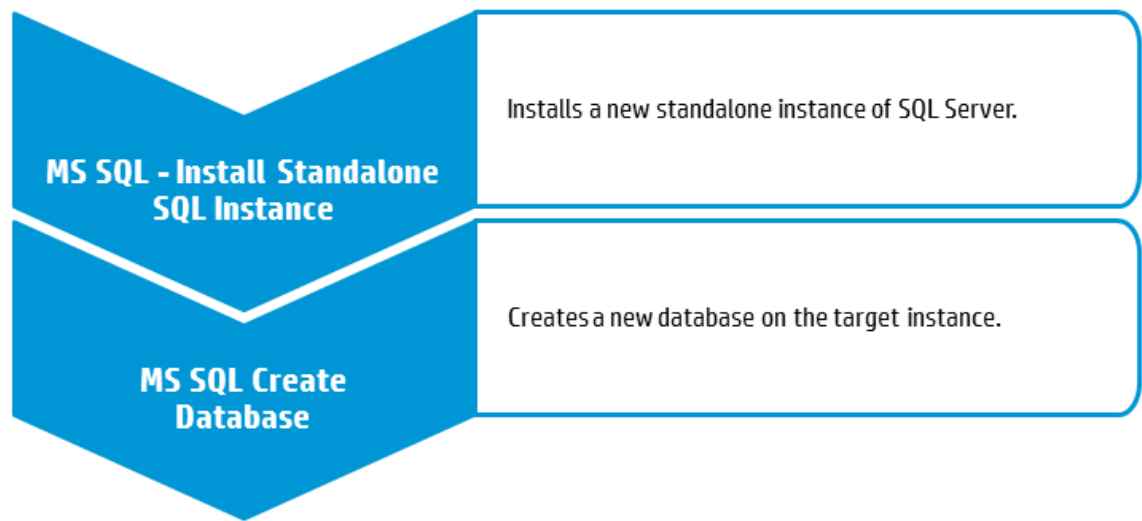 Installs a new standalone instance of SQL Server.
MS SQL - Install Standalone
SQL Instance
Creates a new database on the target instance.
MS SQL Create
Database